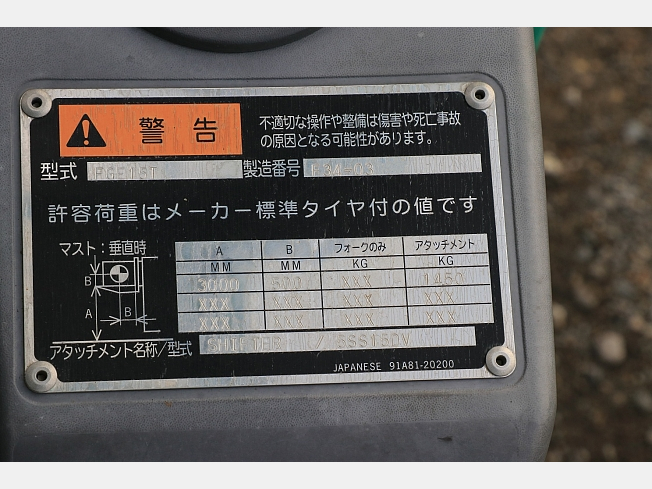 警告
不適切な操作や整備は傷害や死亡事故
の原因となる可能性があります。
型式 FGE15T 製造番号
許容荷重はメーカー標準タイヤ付の値です
マスト:垂直時
A B フォークのみ アタッチメント
MM MM KG KG
3000 500 XXX 1450
XXX XXX XXX XXX
XXX XXX XXX XXX
B
A B
アタッチメント名称/型式 SHIFTER /
JAPANESE 91A81-20200